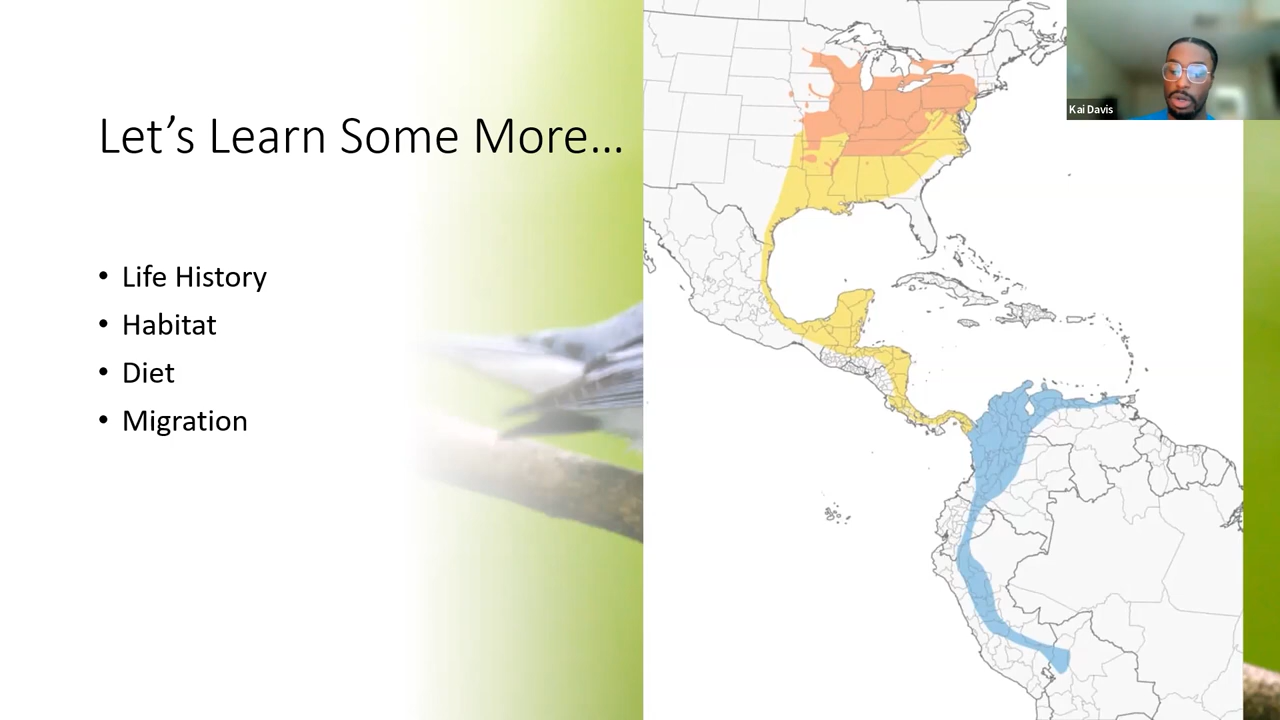 Let’s Learn Some More…
• Life History
• Habitat
• Diet
• Migration
Kai Davis